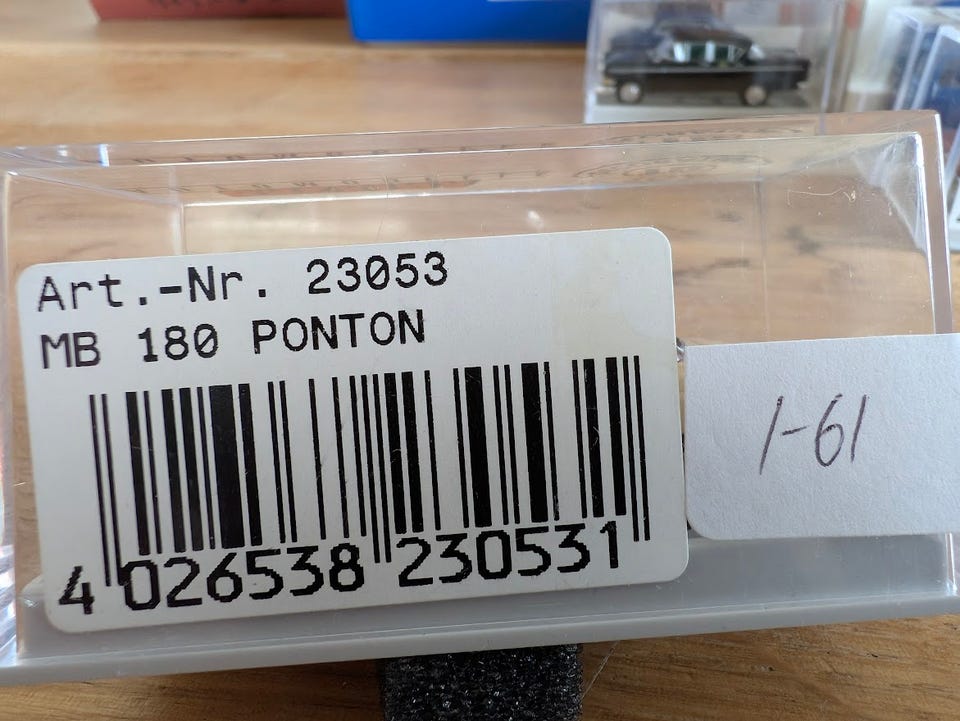 Art.-Nr. 23053
MB 180 PONTON
4 026538 230531
1-61